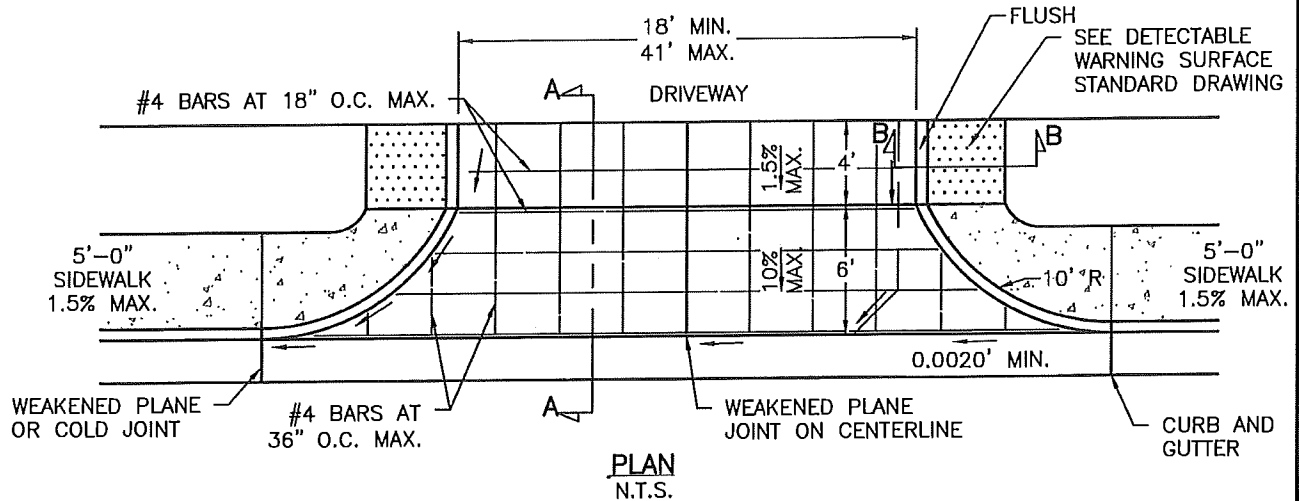 18' MIN.
41' MAX.
FLUSH
SEE DETECTABLE
WARNING SURFACE
STANDARD DRAWING
#4 BARS AT 18" O.C. MAX.
A
DRIVEWAY
B
B
1.5%
MAX.
4'
5'-0"
SIDEWALK
1.5% MAX.
10%
MAX.
6'
10' R
5'-0"
SIDEWALK
1.5% MAX.
0.0020' MIN.
WEAKENED PLANE
OR COLD JOINT
#4 BARS AT
36" O.C. MAX.
A
WEAKENED PLANE
JOINT ON CENTERLINE
CURB AND
GUTTER
PLAN
N.T.S.